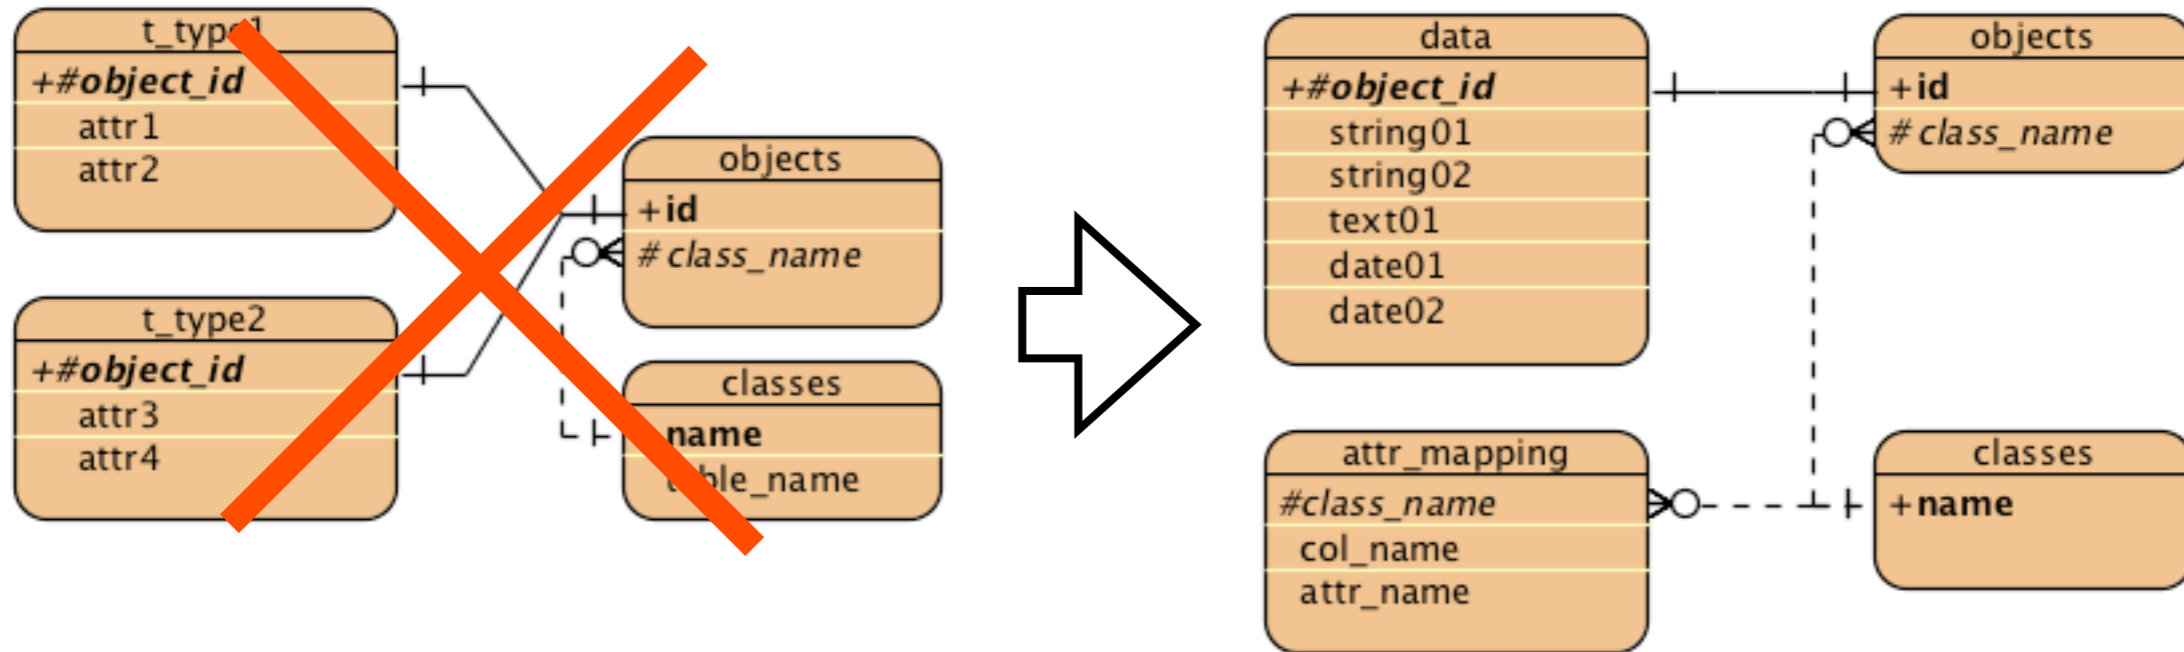 t_type1
+#object_id
attr1
attr2
t_type2
+#object_id
attr3
attr4
objects
+id
#class_name
classes
name
table_name
data
+#object_id
string01
string02
text01
date01
date02
attr_mapping
#class_name
col_name
attr_name
objects
+id
#class_name
classes
+name